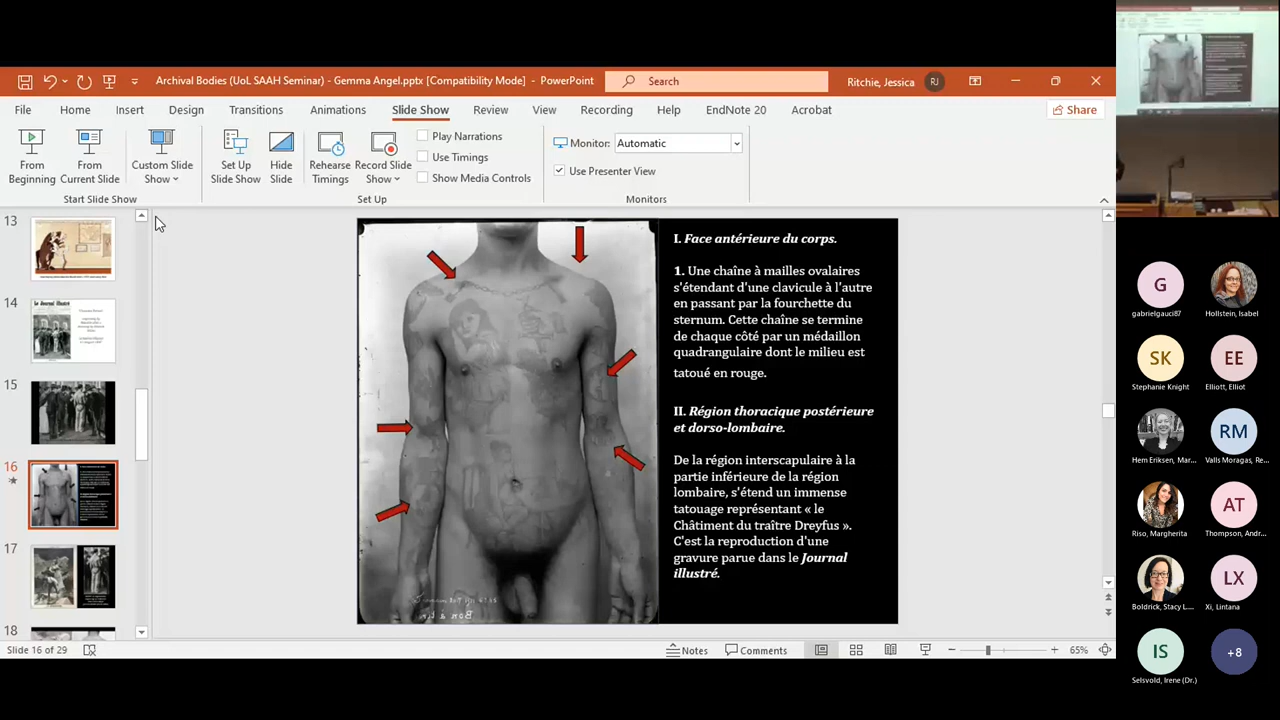 Archival Bodies (UoL SAAH Seminar) - Gemma Angel.pptx [Compatibility Mode] - PowerPoint
Search
Ritchie, Jessica
RJ
File
Home
Insert
Design
Transitions
Animations
Slide Show
Review
View
Recording
Help
EndNote 20
Acrobat
Share
From
Beginning
From
Current Slide
Custom Slide
Show
Set Up
Slide Show
Hide
Slide
Rehearse
Timings
Record Slide
Show
Play Narrations
Use Timings
Show Media Controls
Monitor:
Automatic
Use Presenter View
Start Slide Show
Set Up
Monitors
13
14
Le Journal Illustré
15
16
17
18
I. Face antérieure du corps.
1. Une chaîne à mailles ovalaires
s'étendant d'une clavicule à l'autre
en passant par la fourchette du
sternum. Cette chaîne se termine
de chaque côté par un médaillon
quadrangulaire dont le milieu est
tatoué en rouge.
II. Région thoracique postérieure
et dorso-lombaire.
De la région interscapulaire à la
partie inférieure de la région
lombaire, s'étend un immense
tatouage représentant « le
Châtiment du traître Dreyfus ».
C'est la reproduction d'une
gravure parue dans le Journal
illustré.
Slide 16 of 29
Notes
Comments
65%
G
gabrielgauci87
Hollstein, Isabel
SK
Stephanie Knight
EE
Elliott, Elliot
Hem Eriksen, Mar...
RM
Valls Moragas, Re...
Riso, Margherita
AT
Thompson, Andr...
Boldrick, Stacy L...
LX
Xi, Lintana
IS
Selsvold, Irene (Dr.)
+8